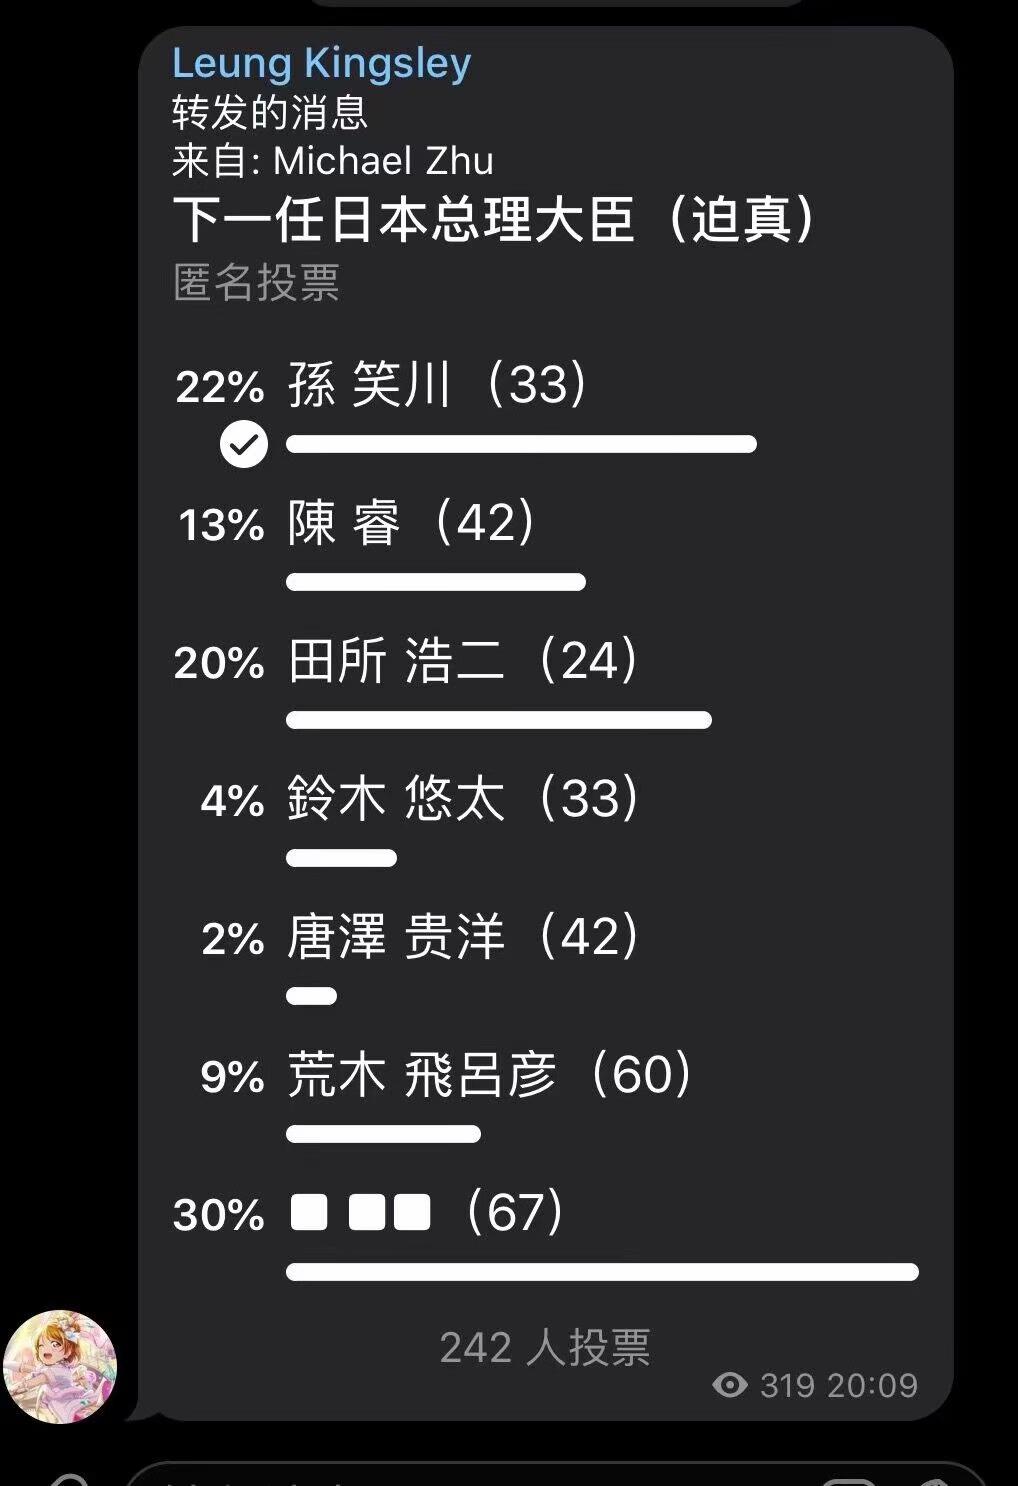 Leung Kingsley
转发的消息
来自: Michael Zhu
下一任日本总理大臣（迫真）
匿名投票
22% 孫 笑川（33）
13% 陳 睿（42）
20% 田所 浩二（24）
4% 鈴木 悠太（33）
2% 唐澤 贵洋（42）
9% 荒木 飛呂彦（60）
30% ■ ■■（67）
242 人投票
319 20:09